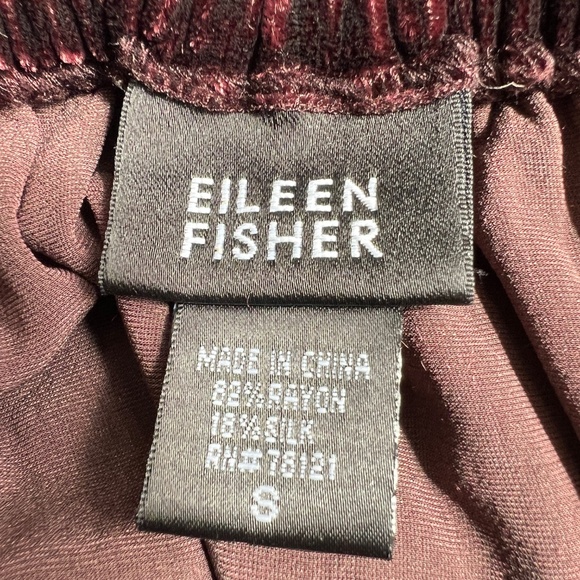 EILEEN
FISHER
MADE IN CHINA
82% RAYON
18% SILK
RN# 78121
S